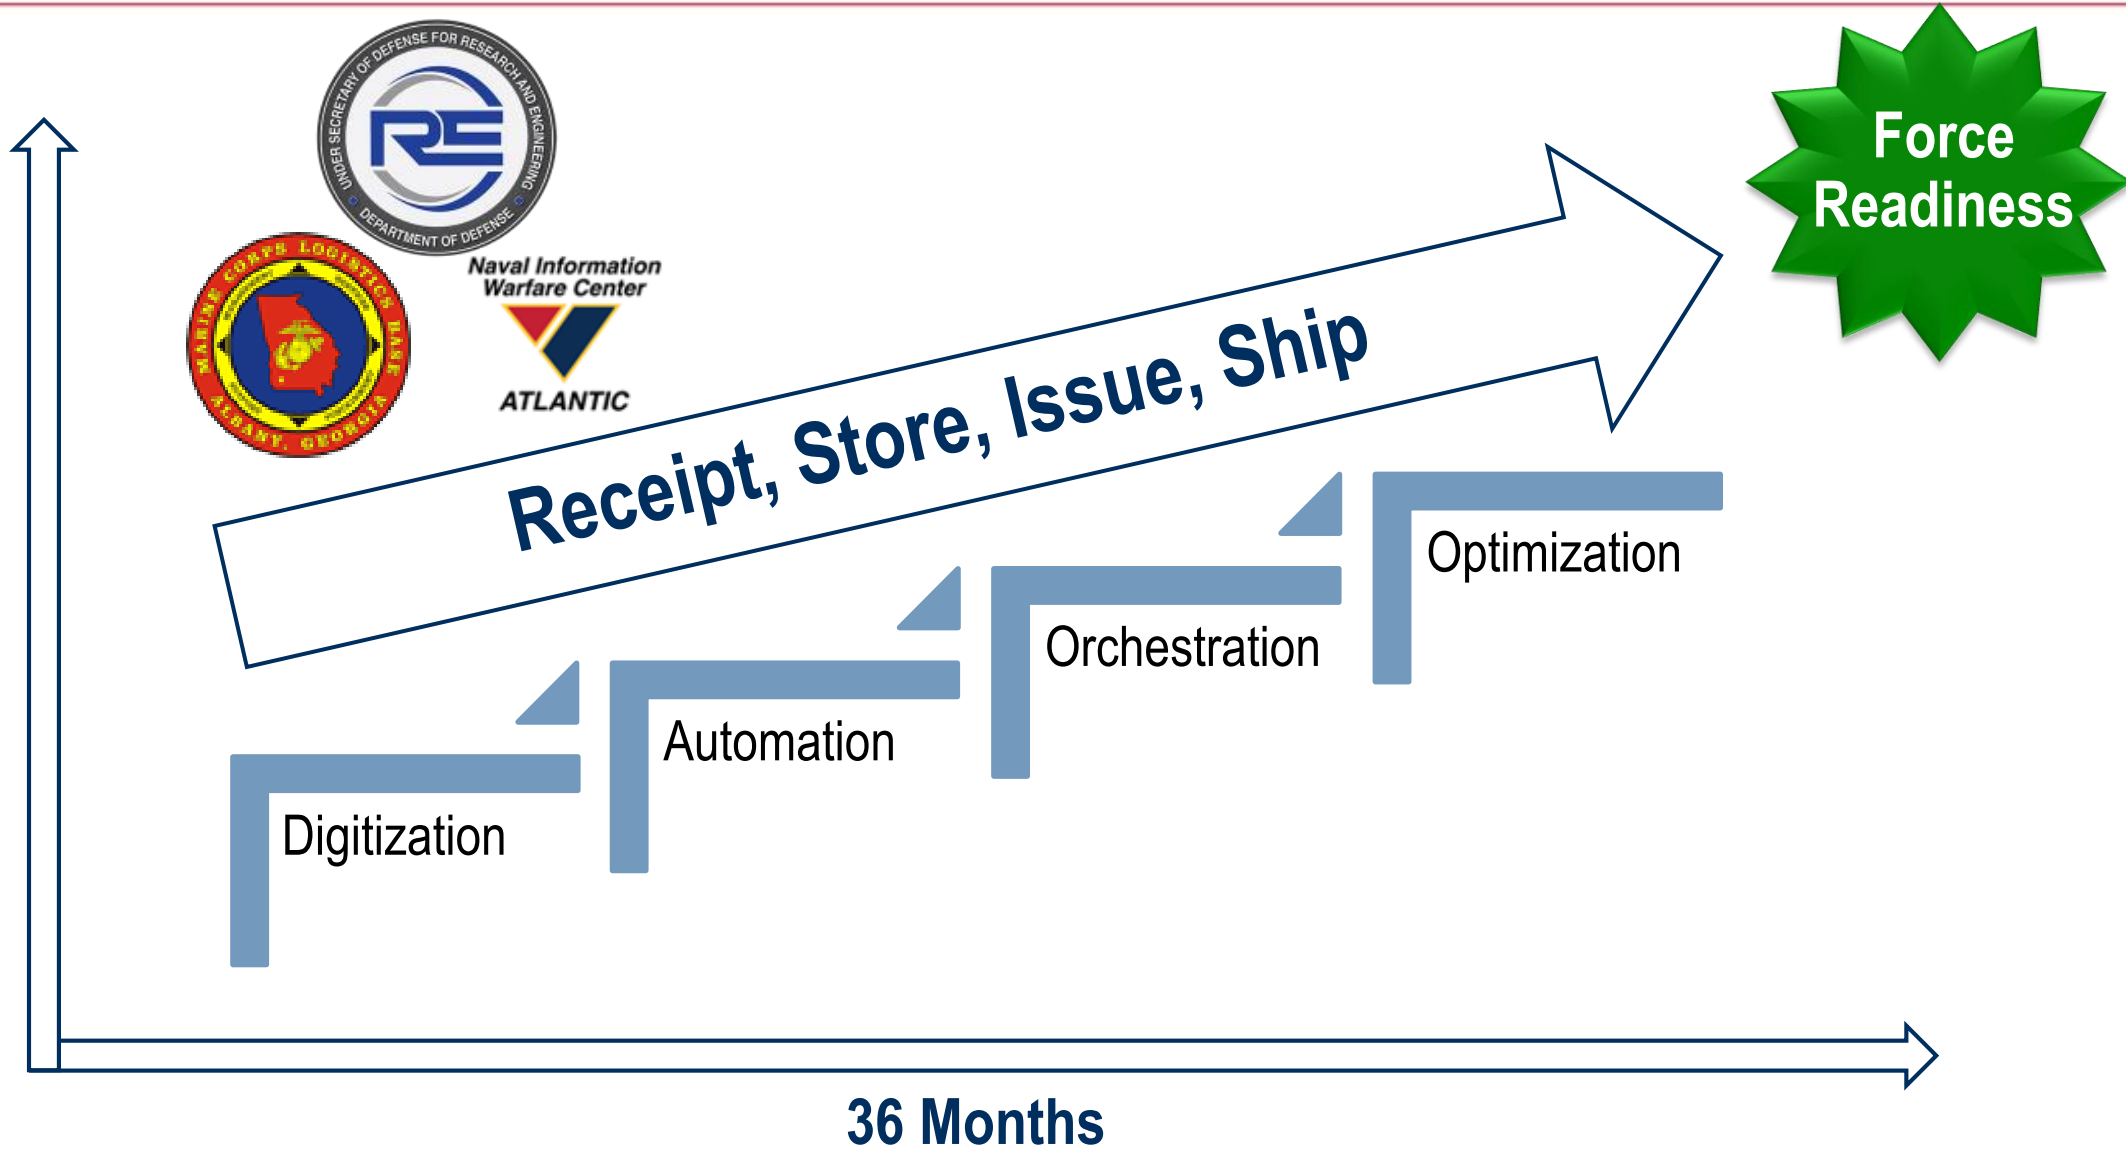 UNDER SECRETARY OF DEFENSE FOR RESEARCH AND ENGINEERING
DEPARTMENT OF DEFENSE
RE
MARINE CORPS LOGISTICS BASE
ALBANY, GEORGIA
Naval Information
Warfare Center
ATLANTIC
Force
Readiness
Receipt, Store, Issue, Ship
Optimization
Orchestration
Automation
Digitization
36 Months